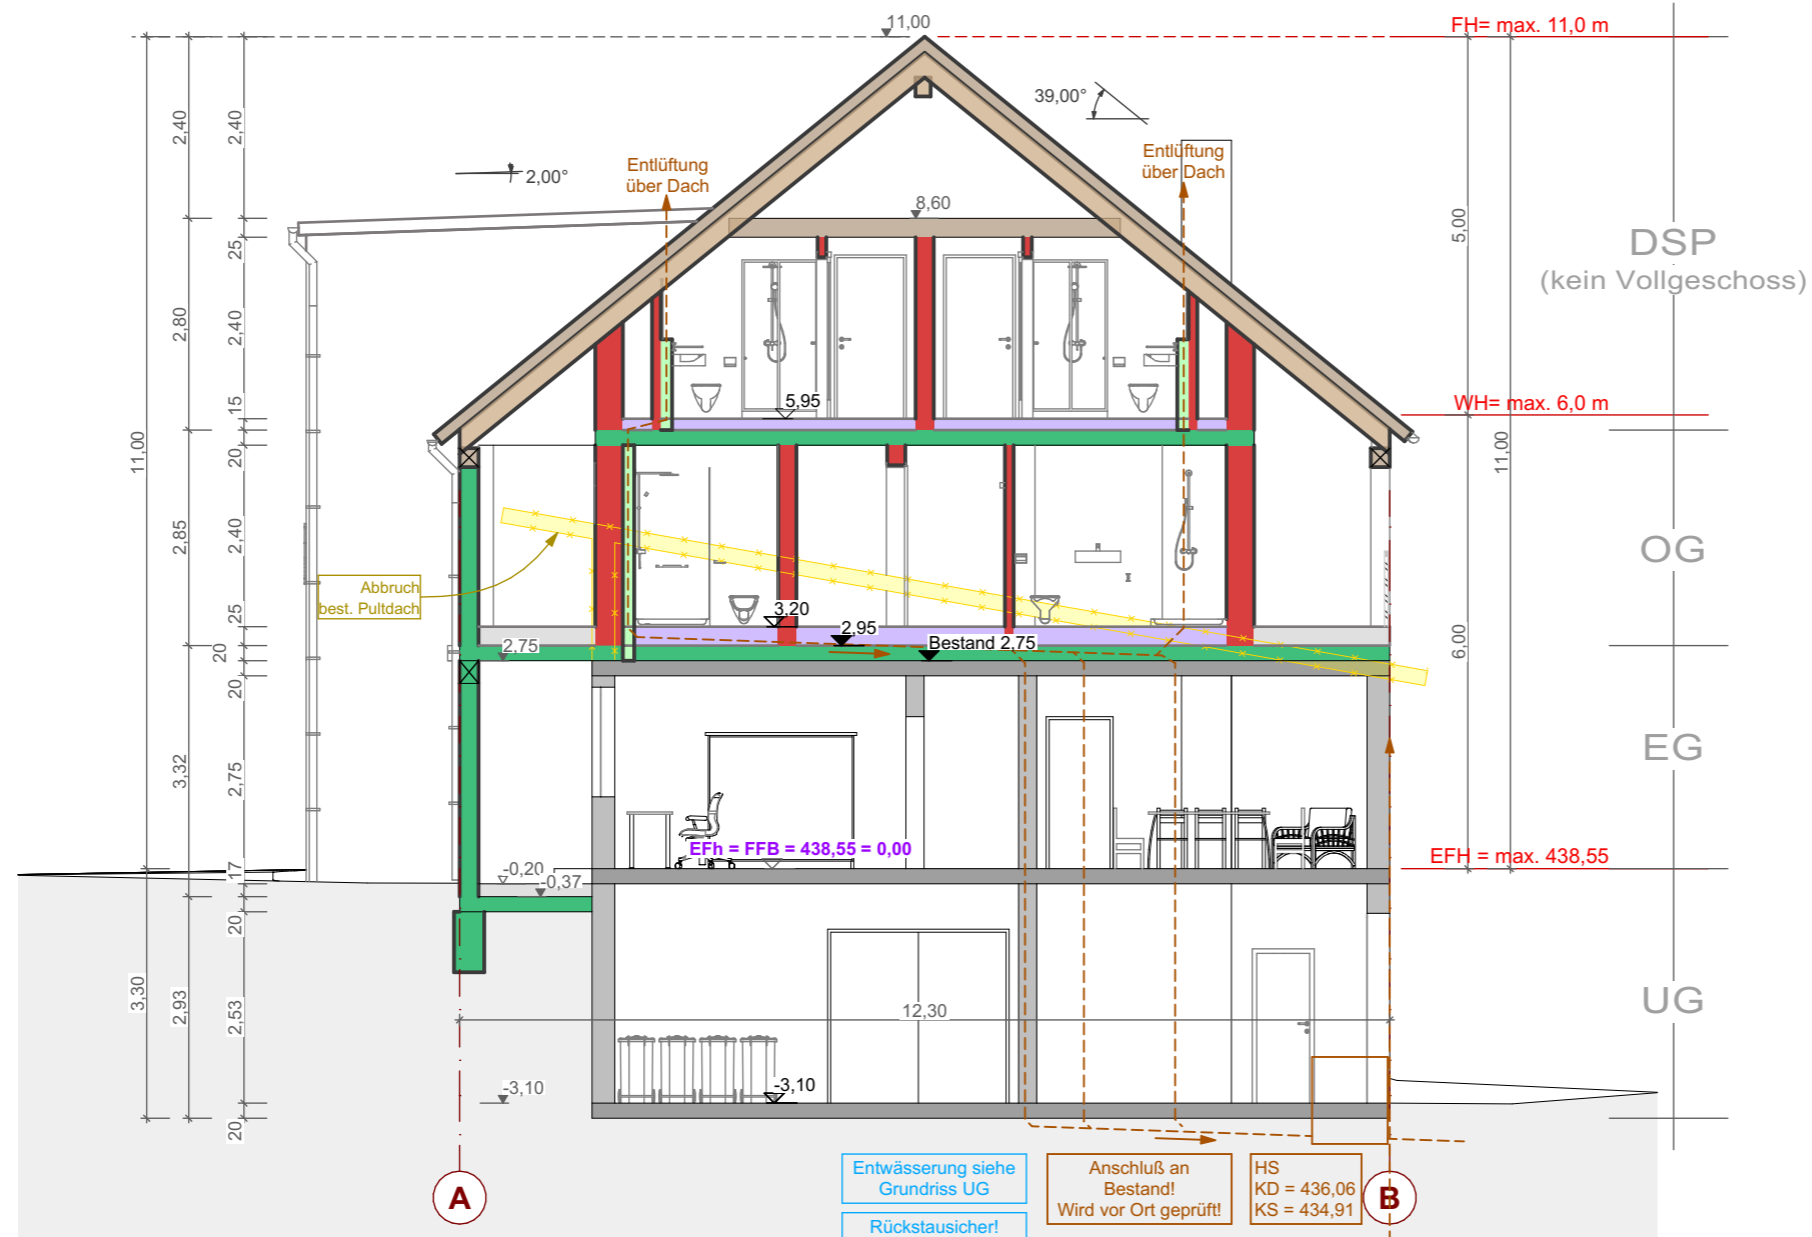 11,00
FH= max. 11,0 m
39,00°
2,40
2,40
Entlüftung
über Dach
Entlüftung
über Dach
2,00°
8,60
5,00
DSP
(kein Vollgeschoss)
25
2,80
2,40
5,95
15
WH= max. 6,0 m
11,00
20
11,00
2,85
2,40
OG
Abbruch
best. Pultdach
25
3,20
2,95
Bestand 2,75
2,75
20
6,00
20
EG
3,32
2,75
EFh = FFB = 438,55 = 0,00
EFH = max. 438,55
17
-0,20
-0,37
20
3,30
2,93
2,53
12,30
UG
-3,10
-3,10
20
A
Entwässerung siehe
Grundriss UG
Rückstausicher!
Anschluß an
Bestand!
Wird vor Ort geprüft!
HS
KD = 436,06
KS = 434,91
B